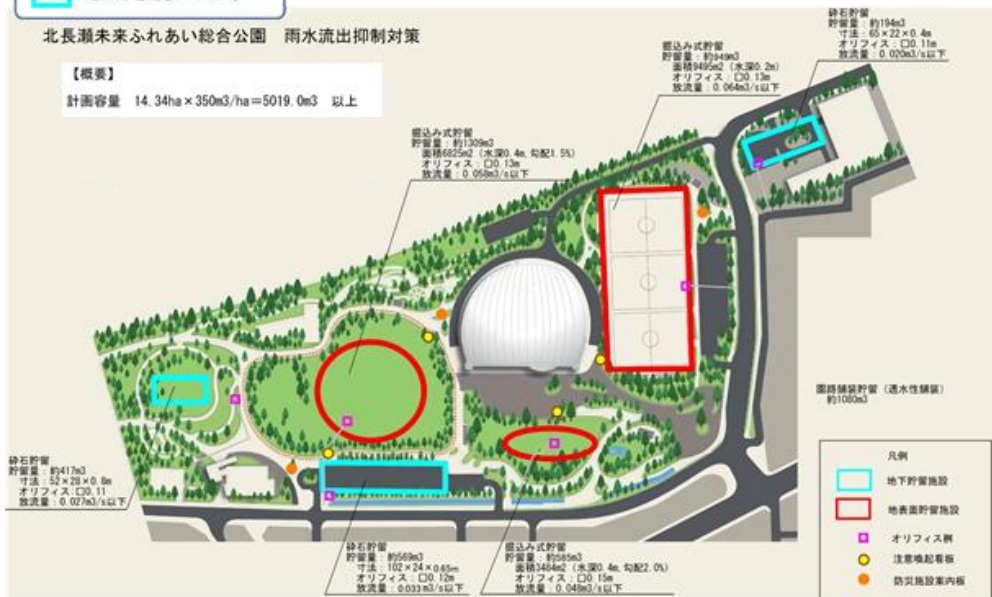 北長瀬未来ふれあい総合公園　雨水流出抑制対策
【概要】
計画容量　14.34ha×350m3/ha＝5019.0m3　以上
砕石貯留
貯留量：約194m3
寸法：65×22×0.4m
オリフィス：□0.11m
放流量：0.020m3/s以下
掘込み式貯留
貯留量：約949m3
面積9495m2（水深0.2m）
オリフィス：□0.13m
放流量：0.064m3/s以下
掘込み式貯留
貯留量：約1309m3
面積6825m2（水深0.4m, 勾配1.5%）
オリフィス：□0.13m
放流量：0.058m3/s以下
園路舗装貯留（透水性舗装）
約1080m3
砕石貯留
貯留量：約417m3
寸法：52×28×0.8m
オリフィス：□0.11
放流量：0.027m3/s以下
砕石貯留
貯留量：約569m3
寸法：102×24×0.65m
オリフィス：□0.12m
放流量：0.033m3/s以下
掘込み式貯留
貯留量：約585m3
面積3484m2（水深0.4m, 勾配2.0%）
オリフィス：□0.15m
放流量：0.048m3/s以下
凡例
地下貯留施設
地表面貯留施設
オリフィス桝
注意喚起看板
防災施設案内板